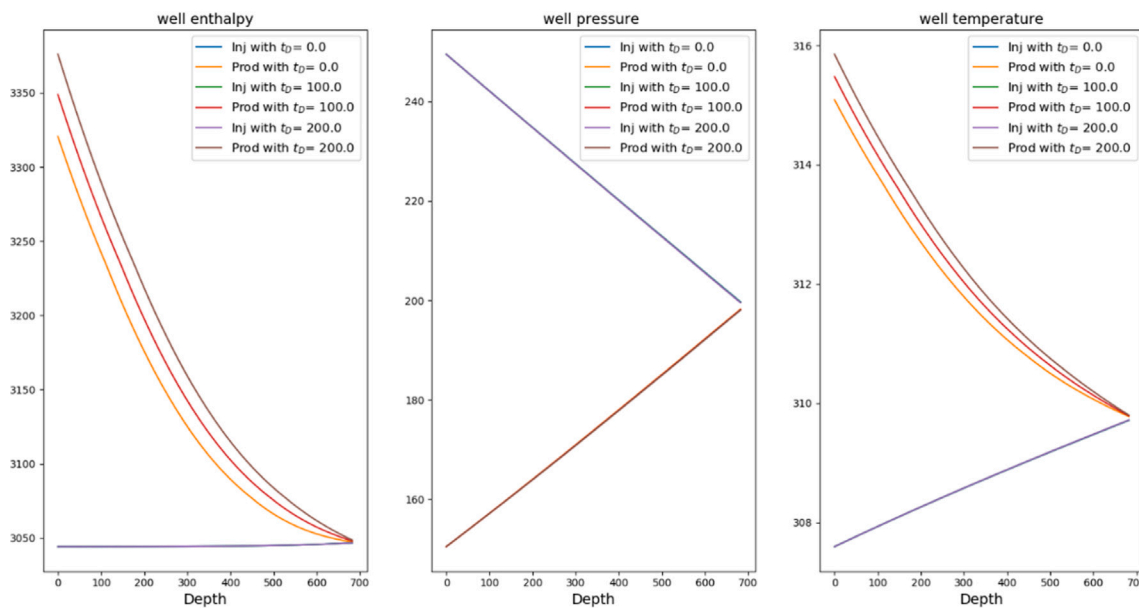 well enthalpy
3350
3300
3250
3200
3150
3100
3050
0 100 200 300 400 500 600 700
Depth
Inj with t_D= 0.0
Prod with t_D= 0.0
Inj with t_D= 100.0
Prod with t_D= 100.0
Inj with t_D= 200.0
Prod with t_D= 200.0
well pressure
240
220
200
180
160
0 100 200 300 400 500 600 700
Depth
Inj with t_D= 0.0
Prod with t_D= 0.0
Inj with t_D= 100.0
Prod with t_D= 100.0
Inj with t_D= 200.0
Prod with t_D= 200.0
well temperature
316
314
312
310
308
0 100 200 300 400 500 600 700
Depth
Inj with t_D= 0.0
Prod with t_D= 0.0
Inj with t_D= 100.0
Prod with t_D= 100.0
Inj with t_D= 200.0
Prod with t_D= 200.0